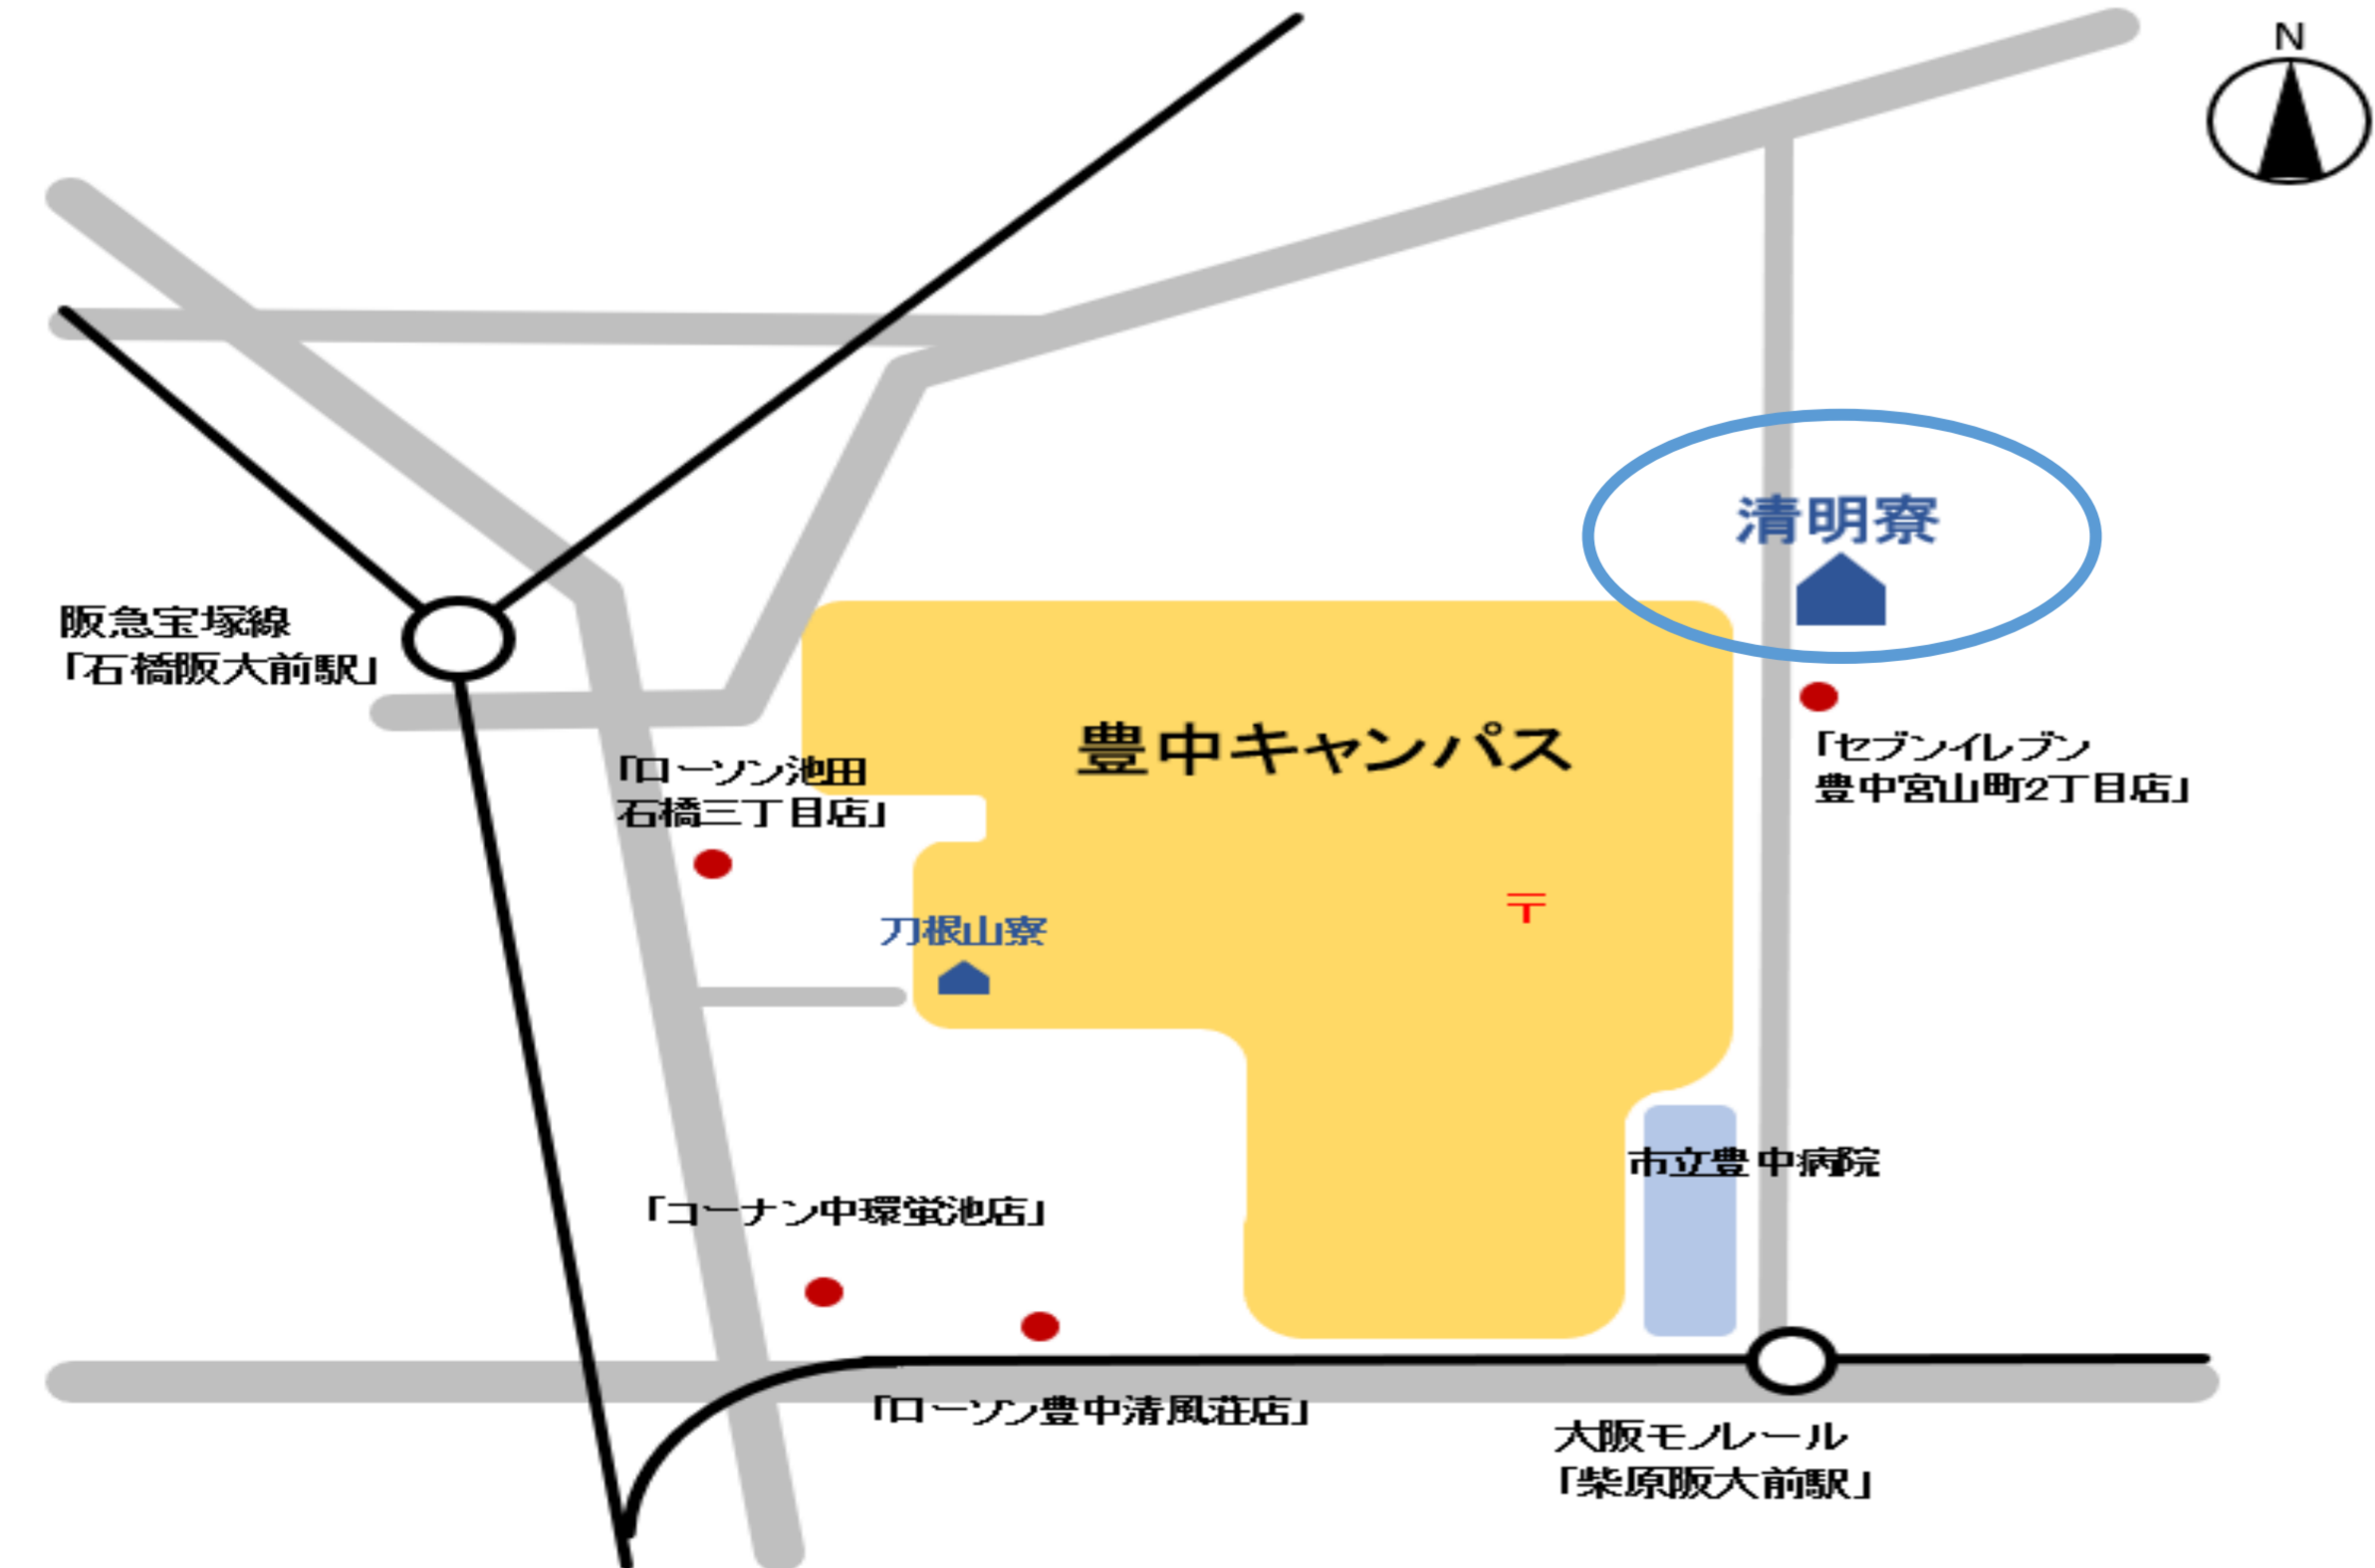 N
清明寮
阪急宝塚線
「石橋阪大前駅」
豊中キャンパス
「セブンイレブン
豊中宮山町2丁目店」
「ローソン池田
石橋三丁目店」
〒
刀根山寮
市立豊中病院
「コーナン中環蛍池店」
「ローソン豊中清風荘店」
大阪モノレール
「柴原阪大前駅」